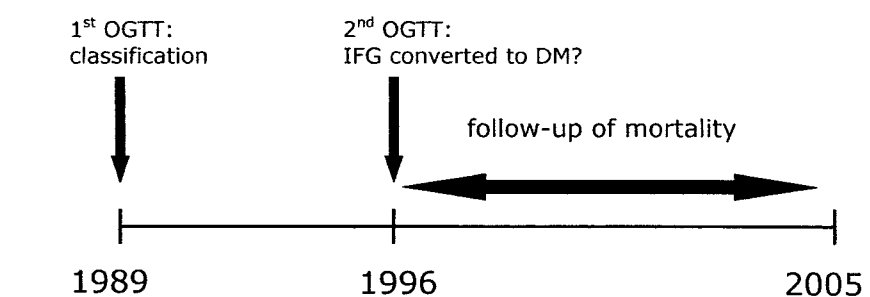 1st OGTT:
classification
2nd OGTT:
IFG converted to DM?
follow-up of mortality
1989
1996
2005